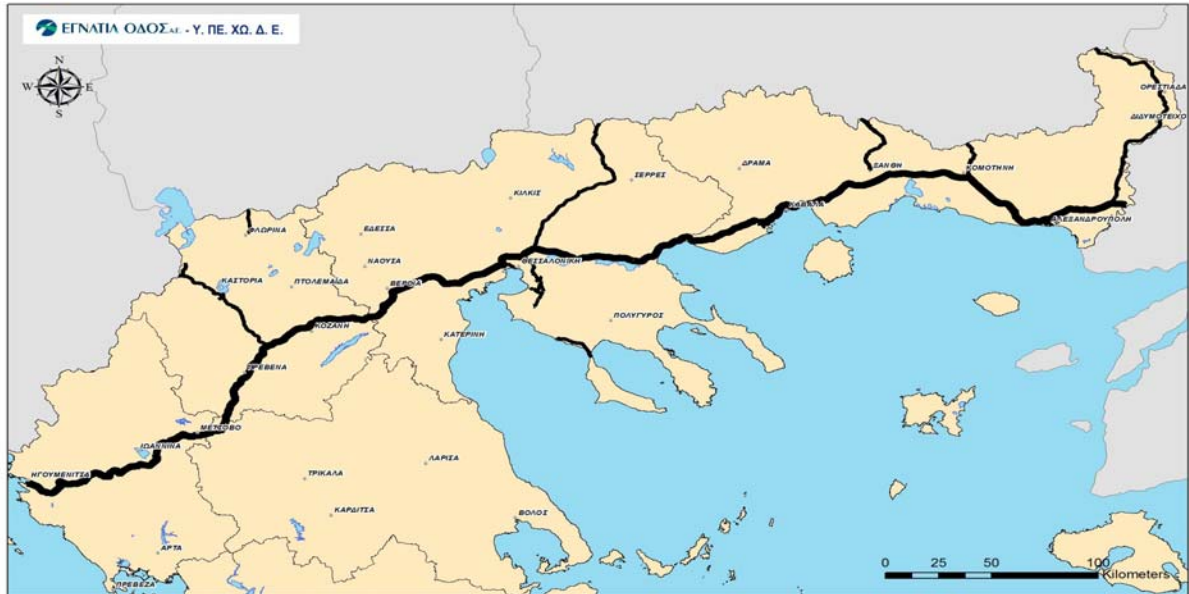 ΕΓΝΑΤΙΑ ΟΔΟΣ Α.Ε. - Υ. ΠΕ. ΧΩ. Δ. Ε.
N
W E
S
ΟΡΕΣΤΙΑΔΑ
ΔΙΔΥΜΟΤΕΙΧΟ
ΔΡΑΜΑ
ΞΑΝΘΗ
ΚΟΜΟΤΗΝΗ
ΣΕΡΡΕΣ
ΚΙΛΚΙΣ
ΚΑΒΑΛΑ
ΑΛΕΞΑΝΔΡΟΥΠΟΛΗ
ΦΛΩΡΙΝΑ
ΕΔΕΣΣΑ
ΘΕΣΣΑΛΟΝΙΚΗ
ΝΑΟΥΣΑ
ΚΑΣΤΟΡΙΑ
ΠΤΟΛΕΜΑΪΔΑ
ΒΕΡΟΙΑ
ΠΟΛΥΓΥΡΟΣ
ΚΟΖΑΝΗ
ΚΑΤΕΡΙΝΗ
ΓΡΕΒΕΝΑ
ΜΕΤΣΟΒΟ
ΙΩΑΝΝΙΝΑ
ΛΑΡΙΣΑ
ΗΓΟΥΜΕΝΙΤΣΑ
ΤΡΙΚΑΛΑ
ΚΑΡΔΙΤΣΑ
ΒΟΛΟΣ
ΑΡΤΑ
ΠΡΕΒΕΖΑ
0 25 50 100
Kilometers